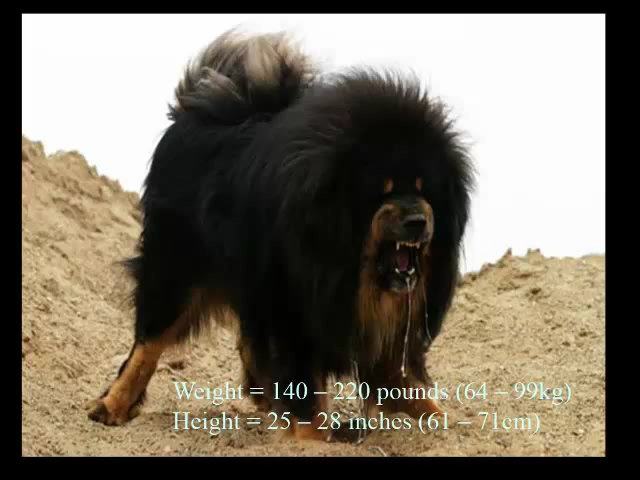 Weight = 140 – 220 pounds (64 – 99kg)
Height = 25 – 28 inches (61 – 71cm)